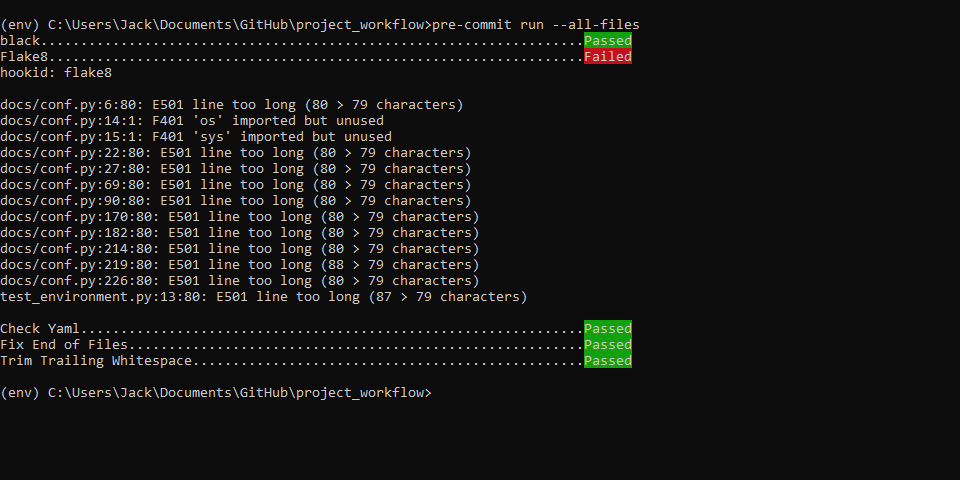 (env) C:\Users\Jack\Documents\GitHub\project_workflow>pre-commit run --all-files
black....................................................................Passed
Flake8...................................................................Failed
hookid: flake8
docs/conf.py:6:80: E501 line too long (80 > 79 characters)
docs/conf.py:14:1: F401 'os' imported but unused
docs/conf.py:15:1: F401 'sys' imported but unused
docs/conf.py:22:80: E501 line too long (80 > 79 characters)
docs/conf.py:27:80: E501 line too long (80 > 79 characters)
docs/conf.py:69:80: E501 line too long (80 > 79 characters)
docs/conf.py:90:80: E501 line too long (80 > 79 characters)
docs/conf.py:170:80: E501 line too long (80 > 79 characters)
docs/conf.py:182:80: E501 line too long (80 > 79 characters)
docs/conf.py:214:80: E501 line too long (80 > 79 characters)
docs/conf.py:219:80: E501 line too long (88 > 79 characters)
docs/conf.py:226:80: E501 line too long (80 > 79 characters)
test_environment.py:13:80: E501 line too long (87 > 79 characters)
Check Yaml...............................................................Passed
Fix End of Files.........................................................Passed
Trim Trailing Whitespace.................................................Passed
(env) C:\Users\Jack\Documents\GitHub\project_workflow>